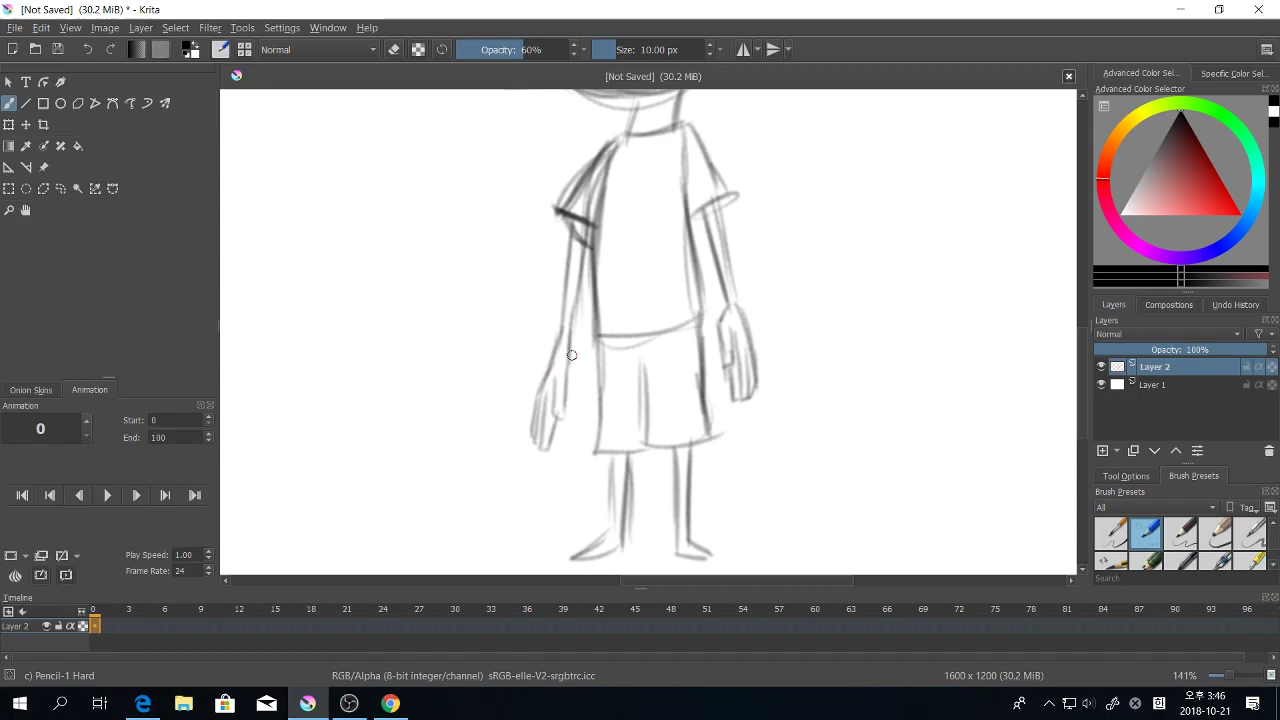 [Not Saved] (30.2 MiB) * - Krita
File Edit View Image Layer Select Filter Tools Settings Window Help
Normal Opacity: 60% Size: 10.00 px
[Not Saved] (30.2 MiB)
Advanced Color Sel... Specific Color Sel...
Advanced Color Selector
Layers Compositions Undo History
Layers
Normal
Opacity: 100%
Layer 2
Layer 1
Onion Skins Animation
Animation
0 Start: 0
End: 100
Play Speed: 1.00
Frame Rate: 24
Tool Options Brush Presets
Brush Presets
All Tag
Search
Timeline
0 3 6 9 12 15 18 21 24 27 30 33 36 39 42 45 48 51 54 57 60 63 66 69 72 75 78 81 84 87 90 93 96
Layer 2
c) Pencil-1 Hard RGB/Alpha (8-bit integer/channel) sRGB-elle-V2-srgbtrc.icc 1600 x 1200 (30.2 MiB) 141%
오후 3:46
2018-10-21